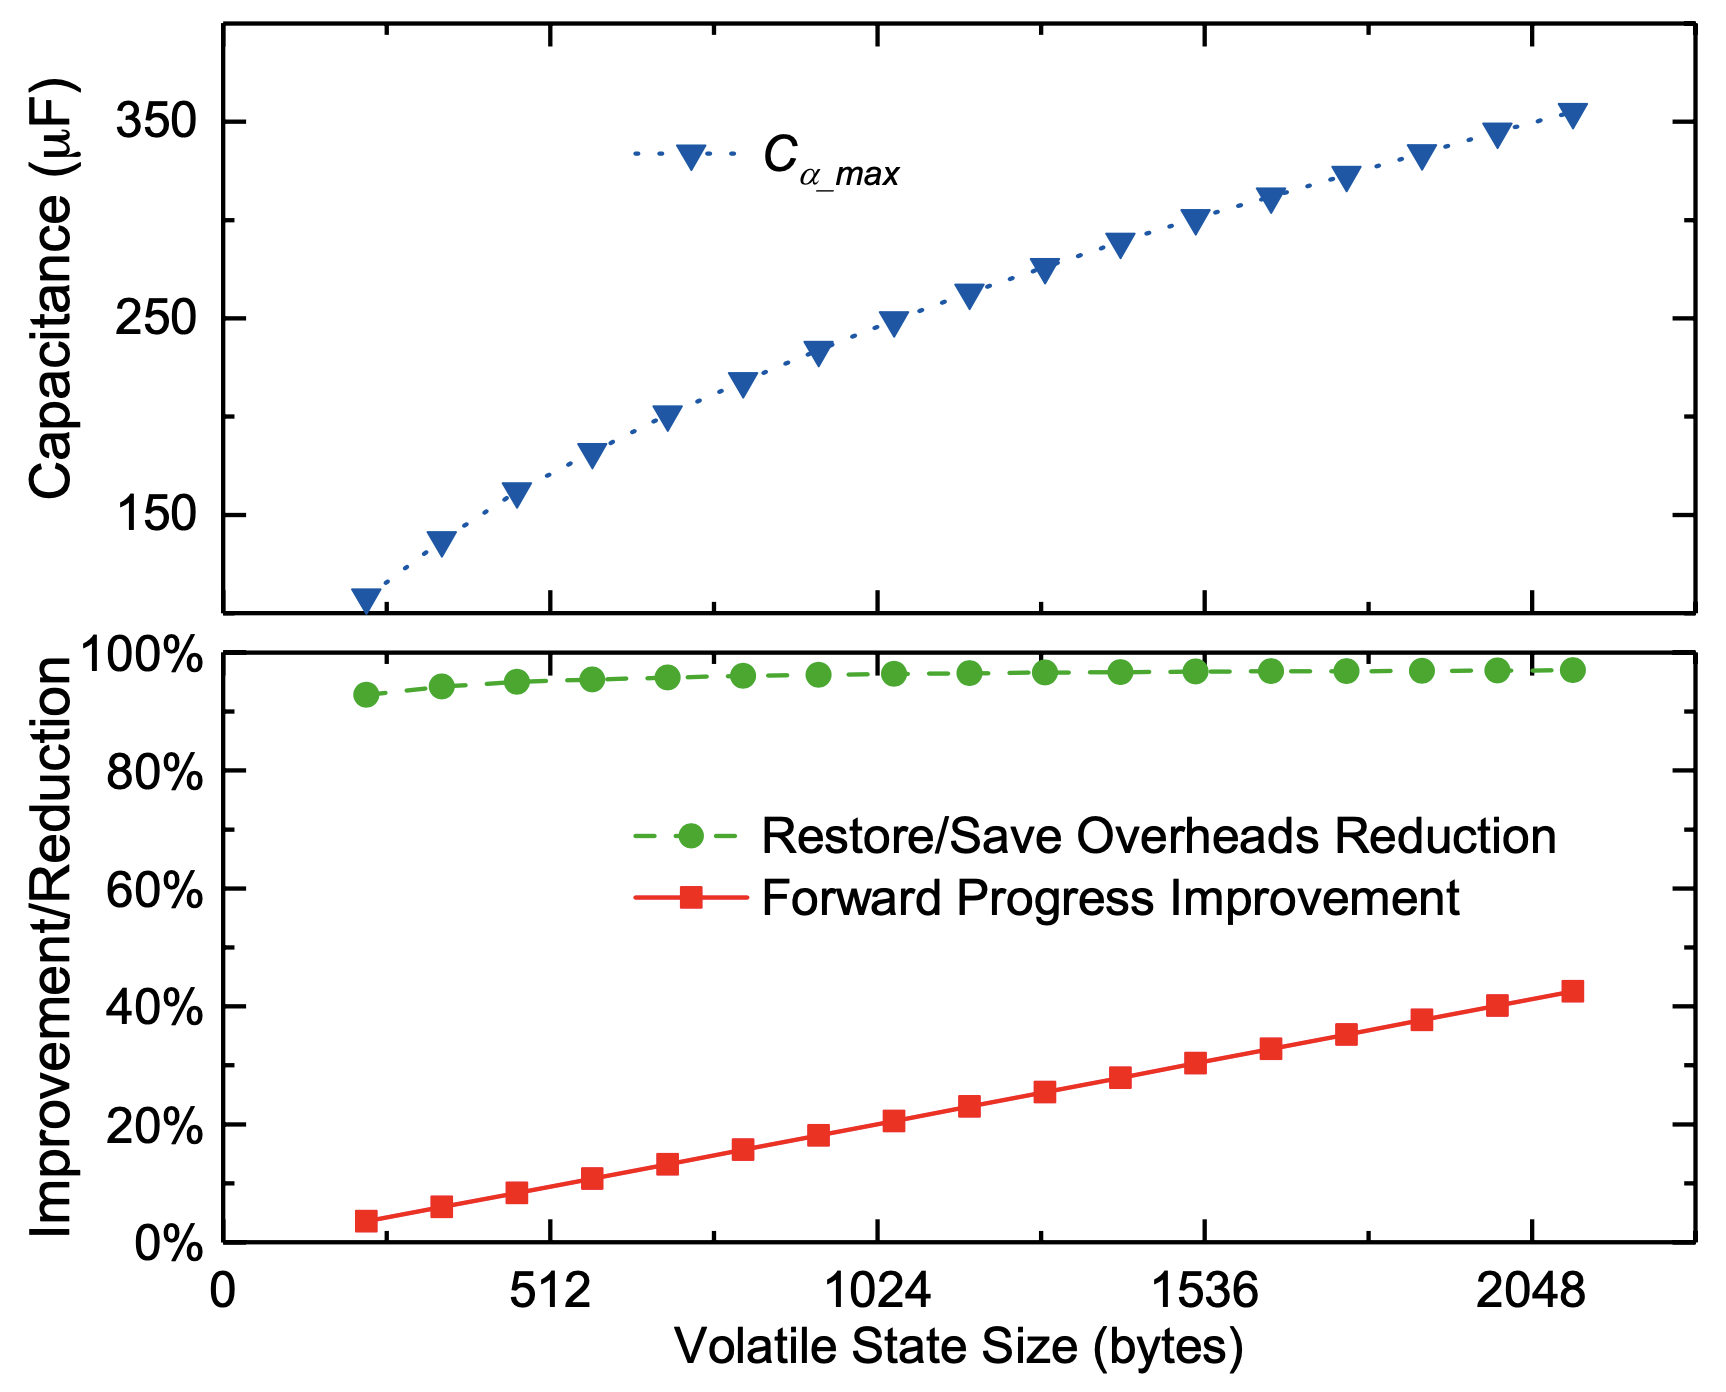 Capacitance (μF)
350
250
150
Cα_max
Improvement/Reduction
100%
80%
60%
40%
20%
0%
Restore/Save Overheads Reduction
Forward Progress Improvement
0 512 1024 1536 2048
Volatile State Size (bytes)